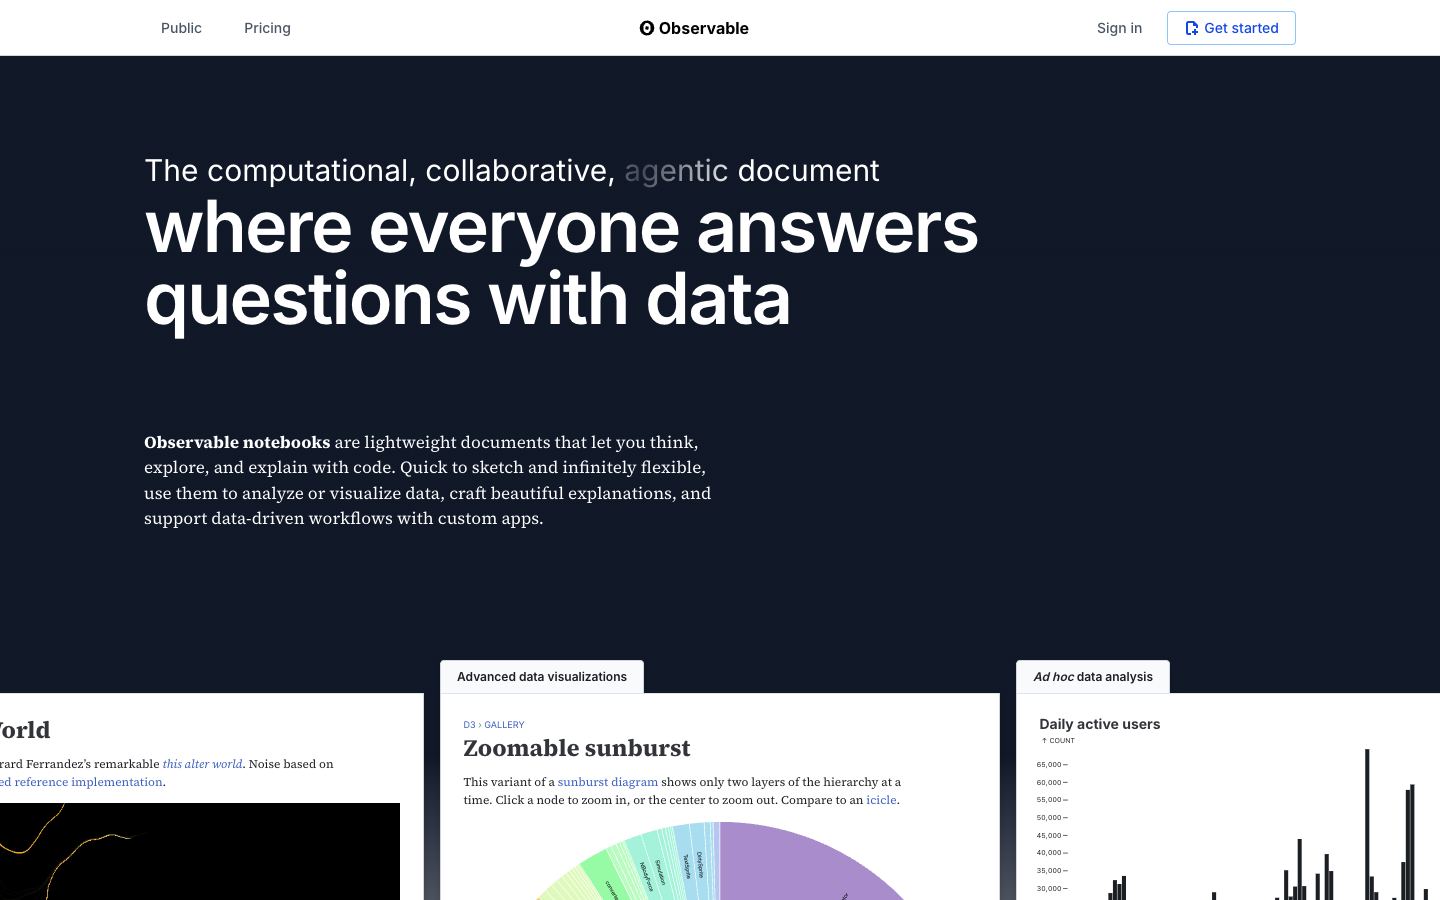 Public
Pricing
Observable
Sign in
Get started
The computational, collaborative, agentic document
where everyone answers
questions with data
Observable notebooks are lightweight documents that let you think,
explore, and explain with code. Quick to sketch and infinitely flexible,
use them to analyze or visualize data, craft beautiful explanations, and
support data-driven workflows with custom apps.
Ferrandez’s remarkable this alter world. Noise based on
reference implementation.
Advanced data visualizations
D3 › GALLERY
Zoomable sunburst
This variant of a sunburst diagram shows only two layers of the hierarchy at a
time. Click a node to zoom in, or the center to zoom out. Compare to an icicle.
NBodyForce
Simulation
TextSprite
DirtySprite
Ad hoc data analysis
Daily active users
↑ COUNT
65,000
60,000
55,000
50,000
45,000
40,000
35,000
30,000